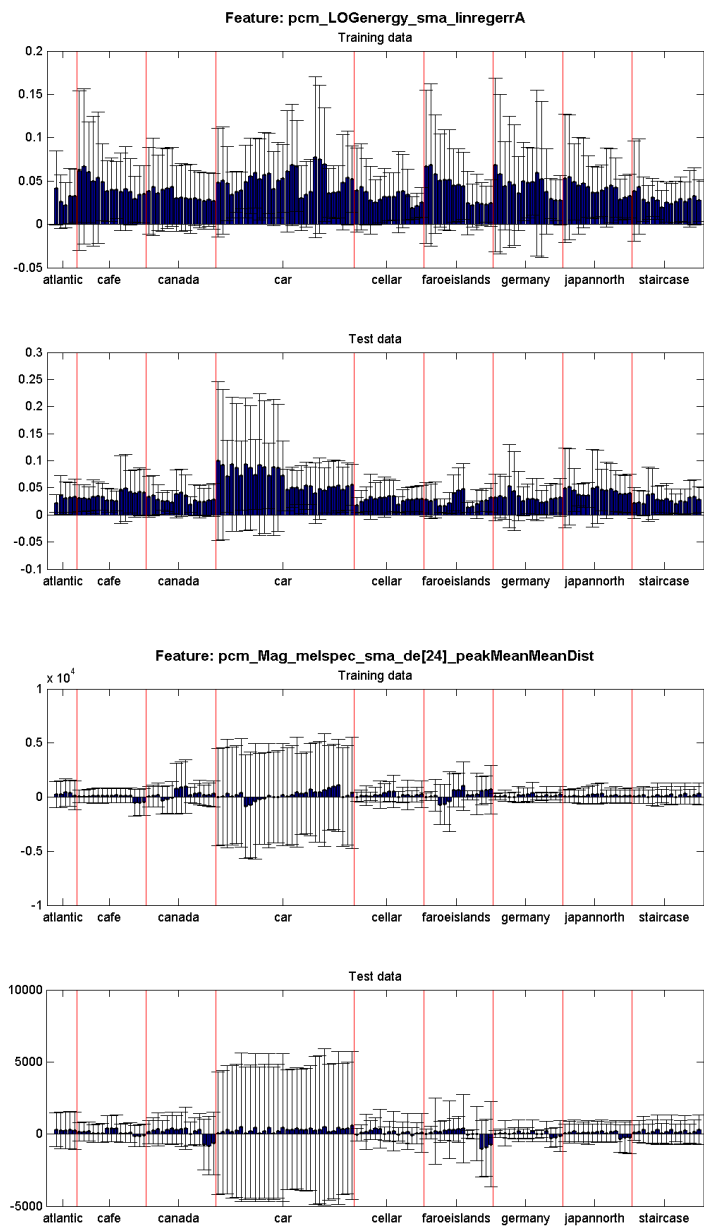 Feature: pcm_LOGenergy_sma_linregerrA
Training data
0.2
0.15
0.1
0.05
0
-0.05
atlantic cafe canada car cellar faroeislands germany japannorth staircase
Test data
0.3
0.25
0.2
0.15
0.1
0.05
0
-0.05
-0.1
atlantic cafe canada car cellar faroeislands germany japannorth staircase
Feature: pcm_Mag_melspec_sma_de[24]_peakMeanMeanDist
x 10^4 Training data
1
0.5
0
-0.5
-1
atlantic cafe canada car cellar faroeislands germany japannorth staircase
Test data
10000
5000
0
-5000
atlantic cafe canada car cellar faroeislands germany japannorth staircase